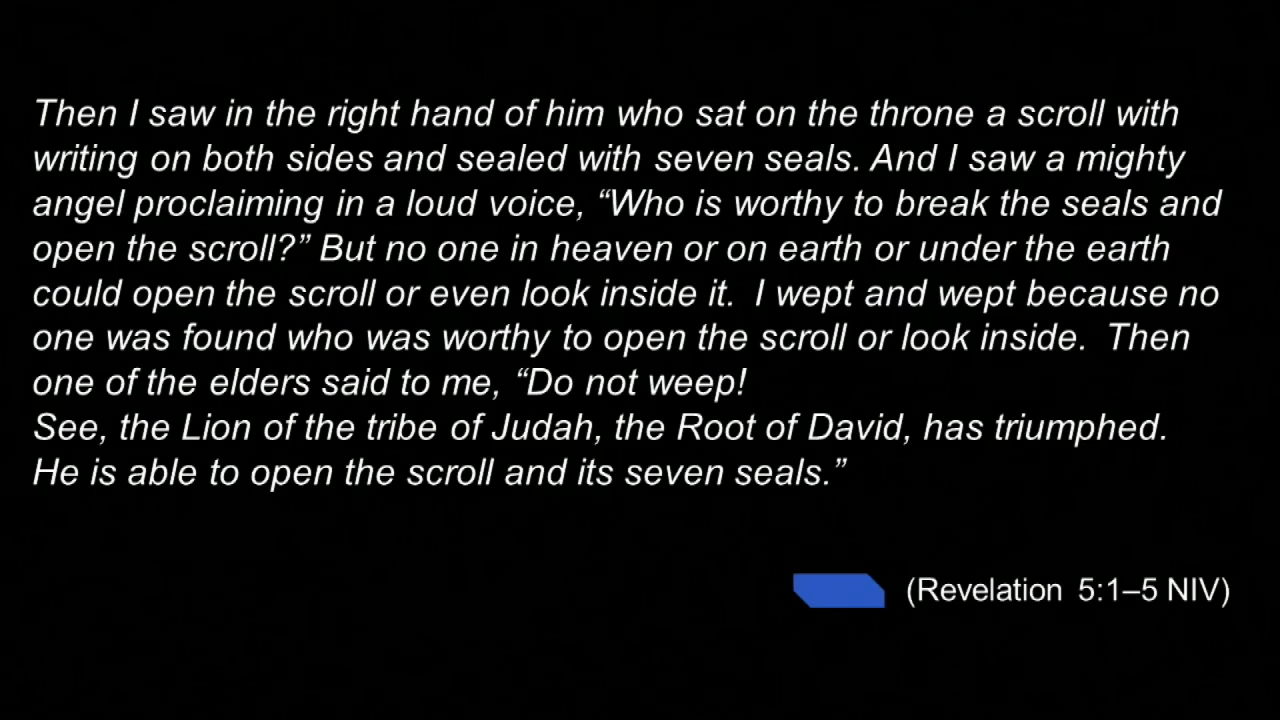 Then I saw in the right hand of him who sat on the throne a scroll with
writing on both sides and sealed with seven seals. And I saw a mighty
angel proclaiming in a loud voice, “Who is worthy to break the seals and
open the scroll?” But no one in heaven or on earth or under the earth
could open the scroll or even look inside it.  I wept and wept because no
one was found who was worthy to open the scroll or look inside.  Then
one of the elders said to me, “Do not weep!
See, the Lion of the tribe of Judah, the Root of David, has triumphed.
He is able to open the scroll and its seven seals.”
(Revelation 5:1–5 NIV)